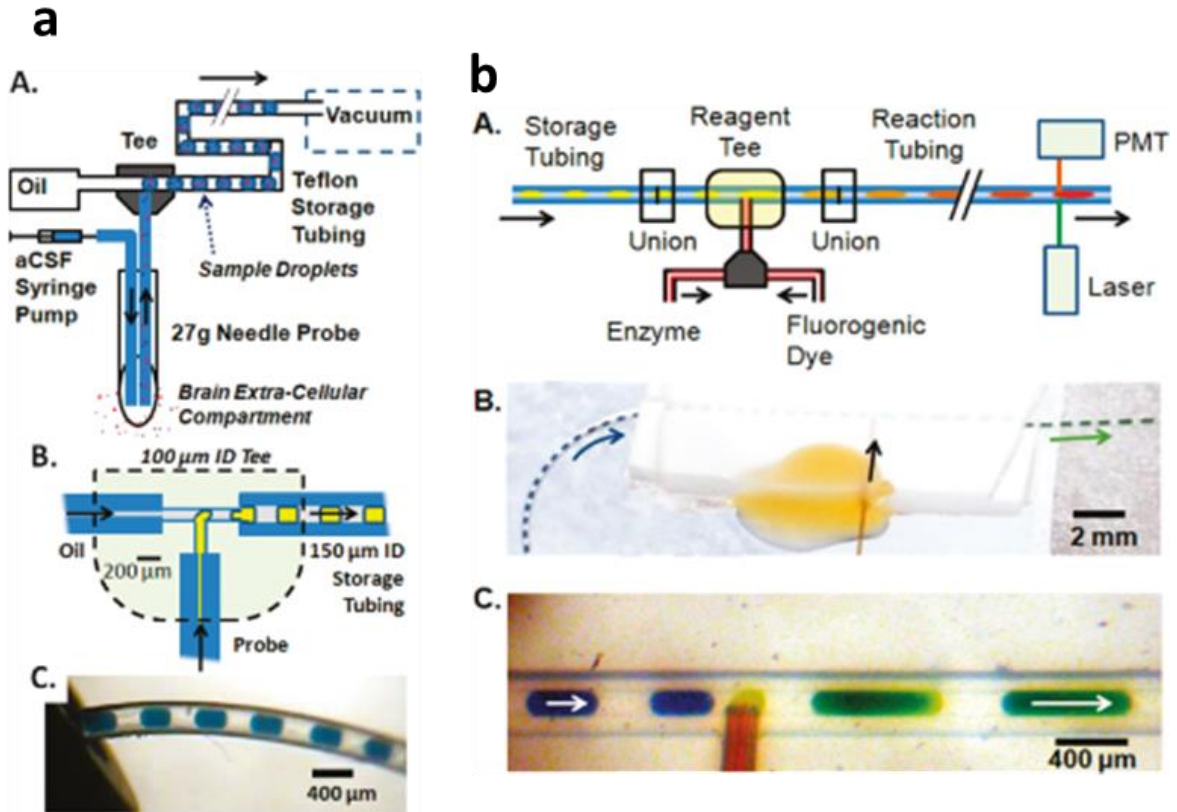 a
A.
Vacuum
Tee
Oil
Teflon
Storage
Tubing
aCSF
Syringe
Pump
Sample Droplets
27g Needle Probe
Brain Extra-Cellular
Compartment
B.
100 µm ID Tee
Oil
200 µm
150 µm ID
Storage
Tubing
Probe
C.
400 µm
b
A.
Storage
Tubing
Reagent
Tee
Reaction
Tubing
PMT
Union
Union
Laser
Enzyme
Fluorogenic
Dye
B.
2 mm
C.
400 µm